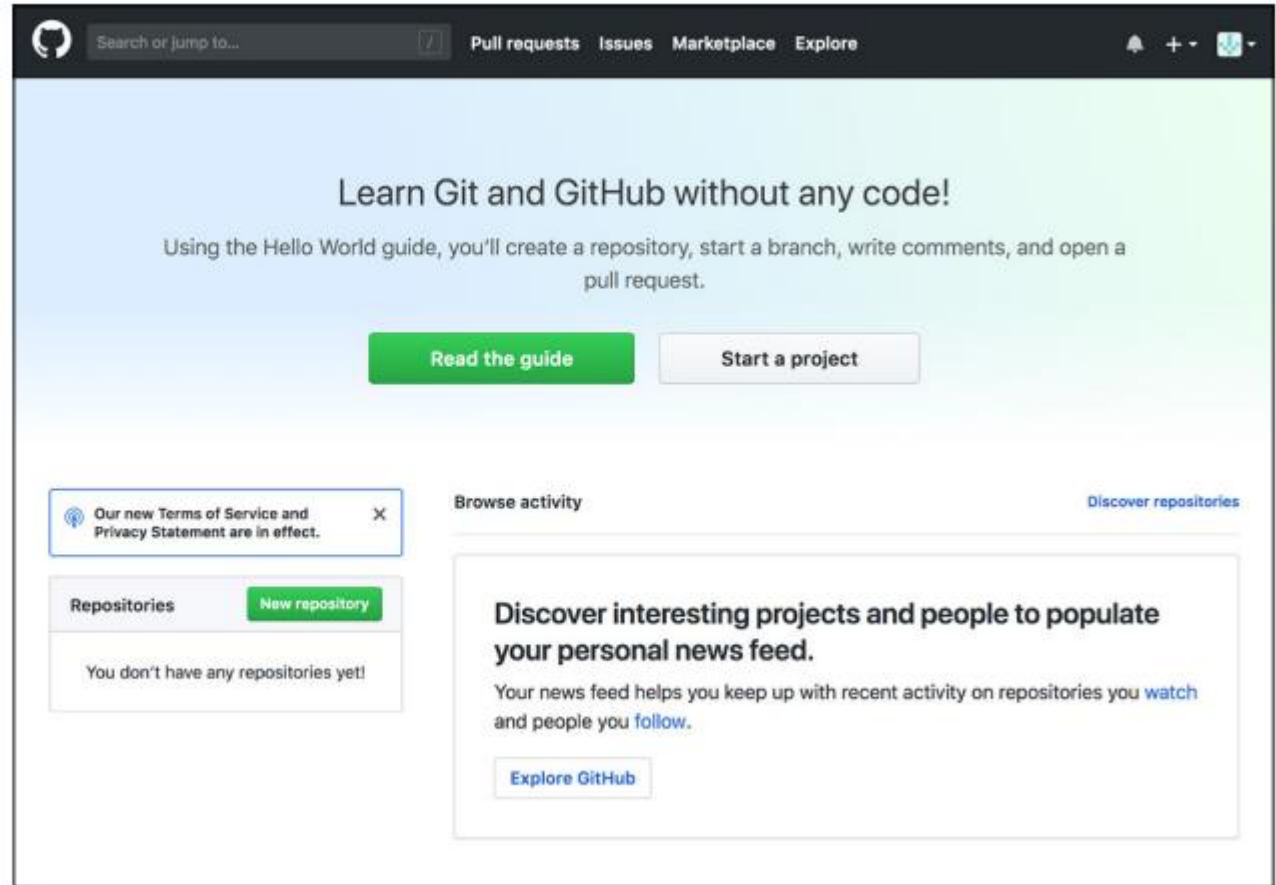 Search or jump to... /
Pull requests Issues Marketplace Explore
Learn Git and GitHub without any code!
Using the Hello World guide, you’ll create a repository, start a branch, write comments, and open a
pull request.
Read the guide
Start a project
Our new Terms of Service and
Privacy Statement are in effect.
Repositories
New repository
You don’t have any repositories yet!
Browse activity
Discover repositories
Discover interesting projects and people to populate
your personal news feed.
Your news feed helps you keep up with recent activity on repositories you watch
and people you follow.
Explore GitHub